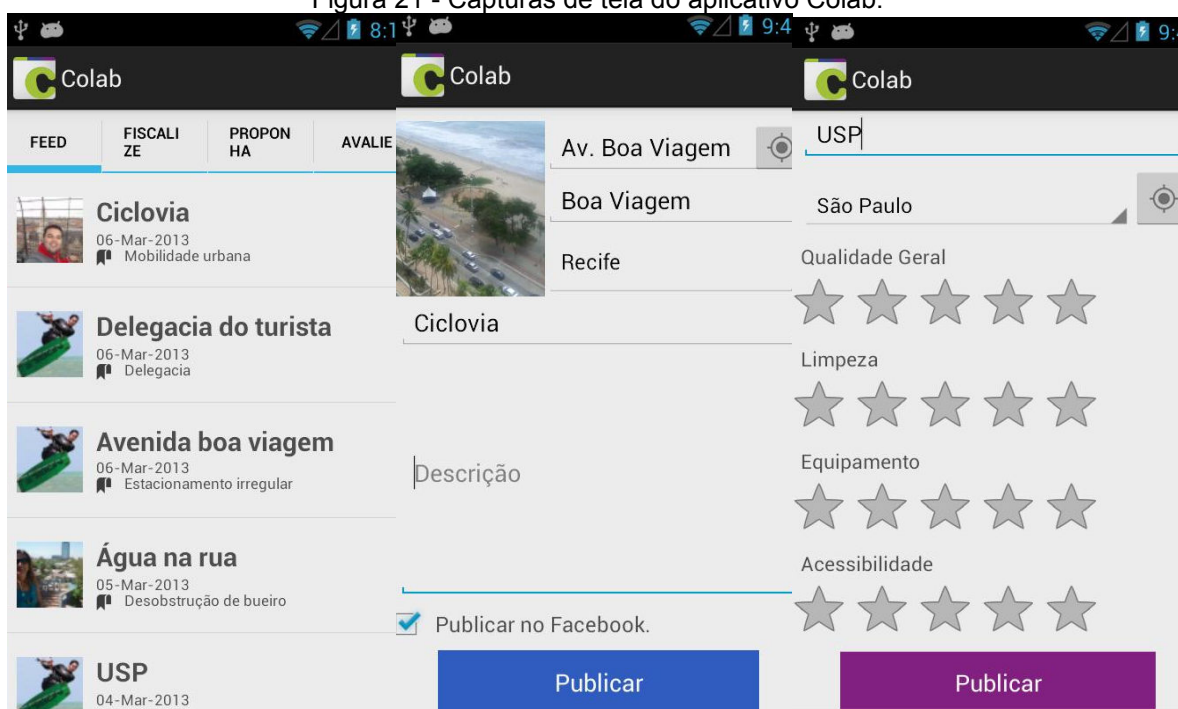 Figura 21 - Capturas de tela do aplicativo Colab.
8:1
Colab
FEED
FISCALI
ZE
PROPON
HA
AVALIE
Ciclovia
06-Mar-2013
Mobilidade urbana
Delegacia do turista
06-Mar-2013
Delegacia
Avenida boa viagem
06-Mar-2013
Estacionamento irregular
Água na rua
05-Mar-2013
Desobstrução de bueiro
USP
04-Mar-2013
9:4
Colab
Av. Boa Viagem
Boa Viagem
Recife
Ciclovia
Descrição
Publicar no Facebook.
Publicar
9:4
Colab
USP
São Paulo
Qualidade Geral
Limpeza
Equipamento
Acessibilidade
Publicar